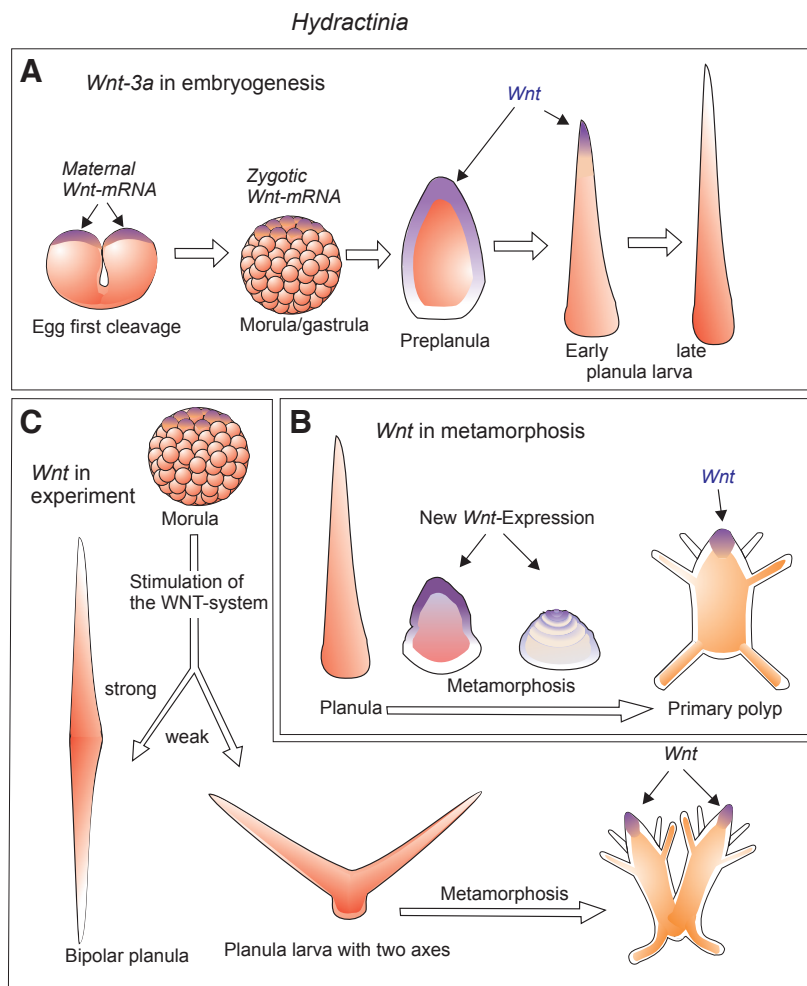 Hydractinia
A
Wnt-3a in embryogenesis
Wnt
Maternal
Wnt-mRNA
Zygotic
Wnt-mRNA
Egg first cleavage
Morula/gastrula
Preplanula
Early
late
planula larva
C
Wnt in
experiment
Morula
Stimulation of
the WNT-system
strong
weak
Bipolar planula
Planula larva with two axes
Metamorphosis
Wnt
B
Wnt in metamorphosis
Wnt
New Wnt-Expression
Metamorphosis
Planula
Primary polyp